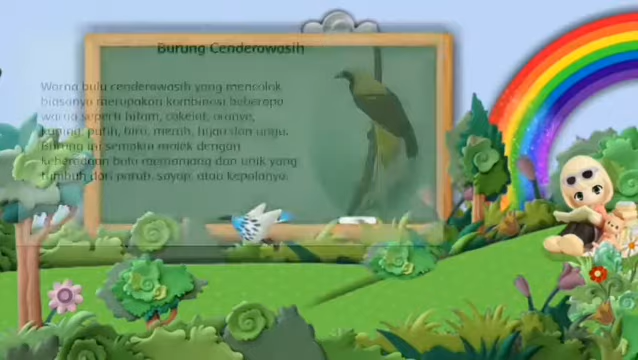 Burung Cenderawasih
Warna bulu cenderawasih yang mencolok
biasanya merupakan kombinasi beberapa
warna seperti hitam, cokelat, oranye,
kuning, putih, biru, merah, hijau dan ungu.
Burung ini semakin molek dengan
keberadaan bulu memanjang dan unik yang
tumbuh dari paruh, sayap, atau kepalanya.